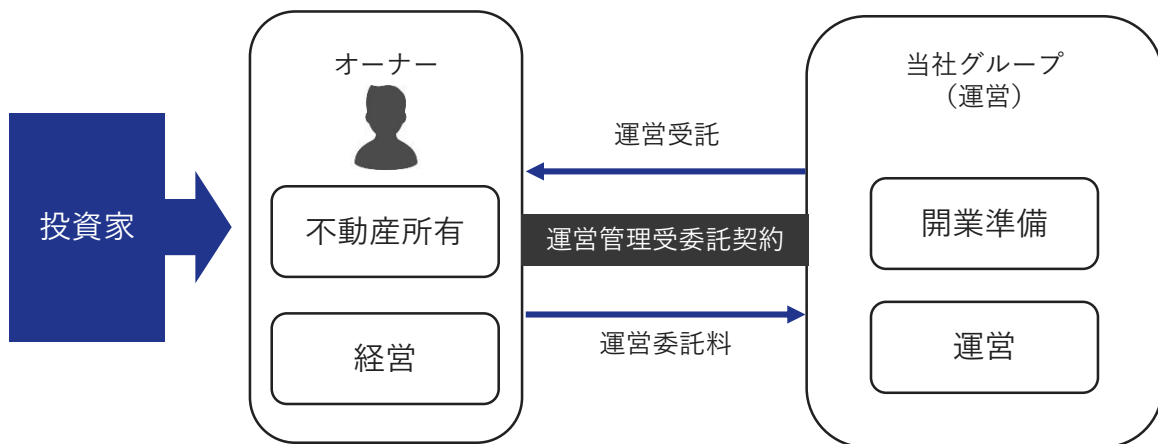 オーナー
当社グループ
（運営）
運営受託
投資家
不動産所有
運営管理受委託契約
開業準備
経営
運営委託料
運営